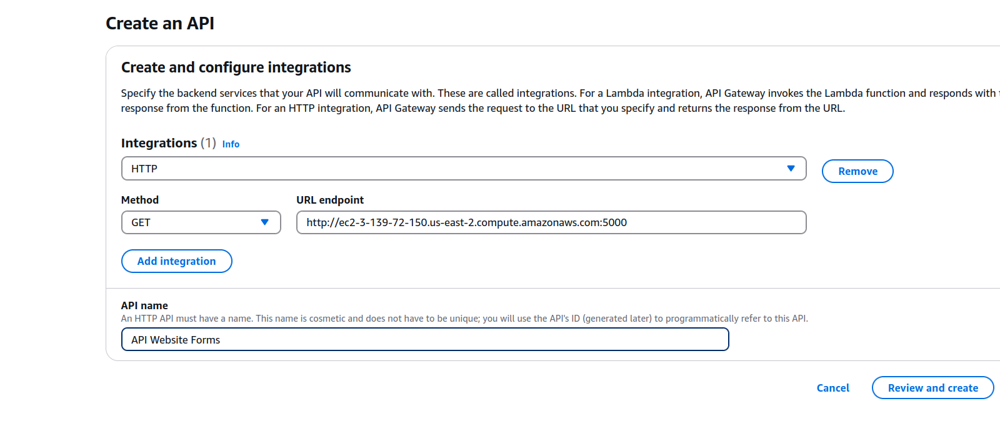 Create an API
Create and configure integrations
Specify the backend services that your API will communicate with. These are called integrations. For a Lambda integration, API Gateway invokes the Lambda function and responds with
response from the function. For an HTTP integration, API Gateway sends the request to the URL that you specify and returns the response from the URL.
Integrations (1) Info
HTTP
Remove
Method
URL endpoint
GET
http://ec2-3-139-72-150.us-east-2.compute.amazonaws.com:5000
Add integration
API name
An HTTP API must have a name. This name is cosmetic and does not have to be unique; you will use the API's ID (generated later) to programmatically refer to this API.
API Website Forms
Cancel
Review and create